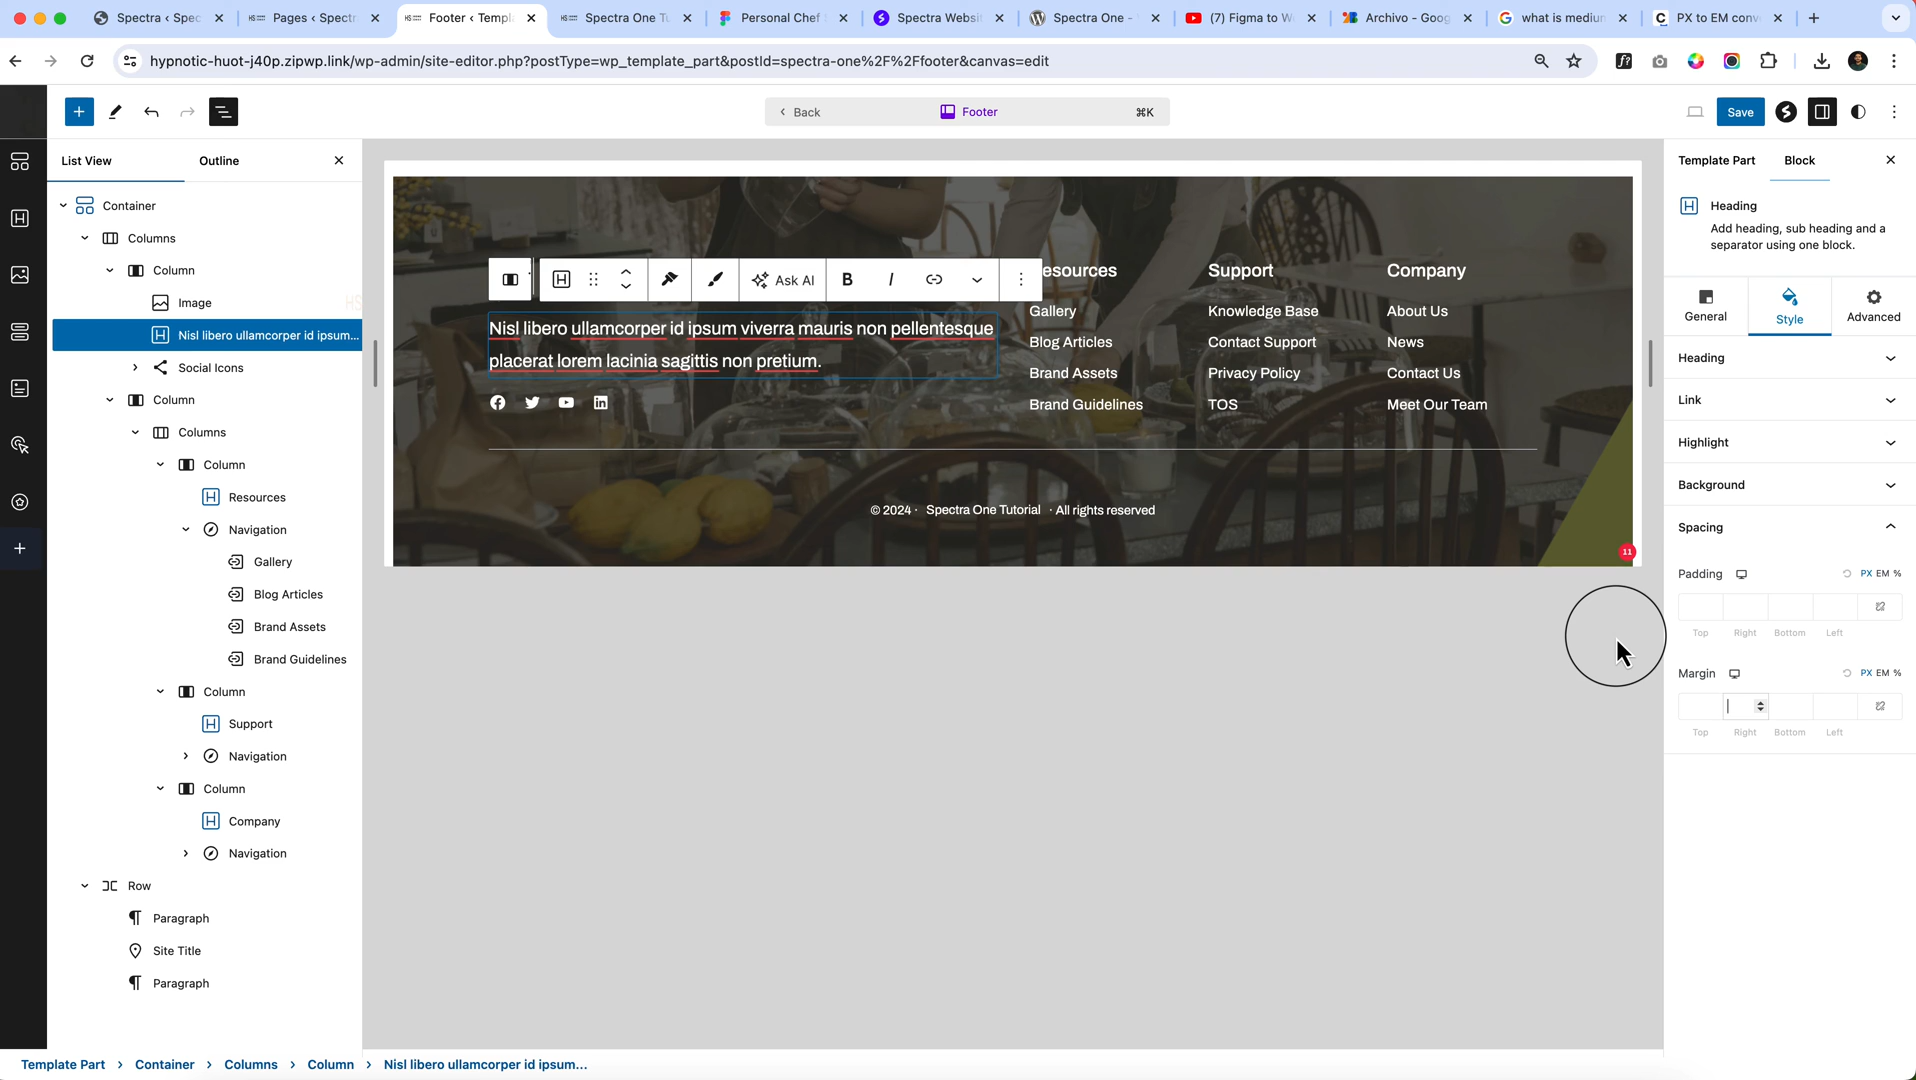 Spectra ‹ Spec
Pages ‹ Spectr
Footer ‹ Templ
Spectra One Tu
Personal Chef
Spectra Websit
Spectra One -
(7) Figma to W
Archivo - Goog
what is mediun
PX to EM conv
hypnotic-huot-j40p.zipwp.link/wp-admin/site-editor.php?postType=wp_template_part&postId=spectra-one%2F%2Ffooter&canvas=edit
Back
Footer
⌘K
Save
List View
Outline
Container
Columns
Column
Image
Nisl libero ullamcorper id ipsum...
Social Icons
Column
Columns
Column
Resources
Navigation
Gallery
Blog Articles
Brand Assets
Brand Guidelines
Column
Support
Navigation
Column
Company
Navigation
Row
Paragraph
Site Title
Paragraph
Ask AI
B
I
Nisl libero ullamcorper id ipsum viverra mauris non pellentesque
placerat lorem lacinia sagittis non pretium.
esources
Gallery
Blog Articles
Brand Assets
Brand Guidelines
Support
Knowledge Base
Contact Support
Privacy Policy
TOS
Company
About Us
News
Contact Us
Meet Our Team
© 2024 · Spectra One Tutorial · All rights reserved
11
Template Part
Block
Heading
Add heading, sub heading and a
separator using one block.
General
Style
Advanced
Heading
Link
Highlight
Background
Spacing
Padding
PX EM %
Top Right Bottom Left
Margin
PX EM %
Top Right Bottom Left
Template Part › Container › Columns › Column › Nisl libero ullamcorper id ipsum...